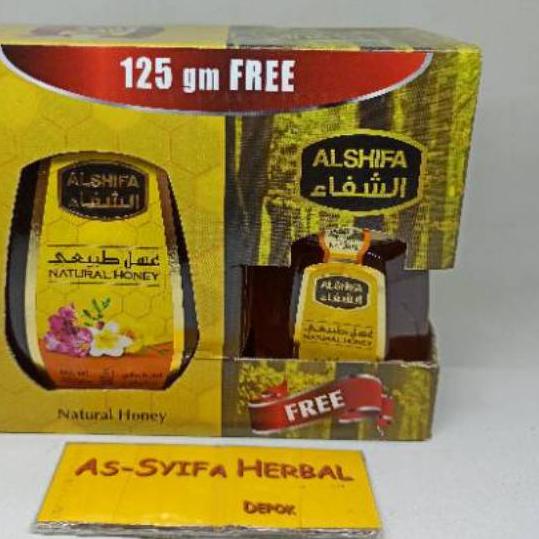 125 gm FREE
ALSHIFA
الشفاء
ALSHIFA
الشفاء
عسل طبيعي
NATURAL HONEY
ALSHIFA
الشفاء
عسل طبيعي
NATURAL HONEY
Natural Honey
FREE
AS-SYIFA HERBAL
DEPOK